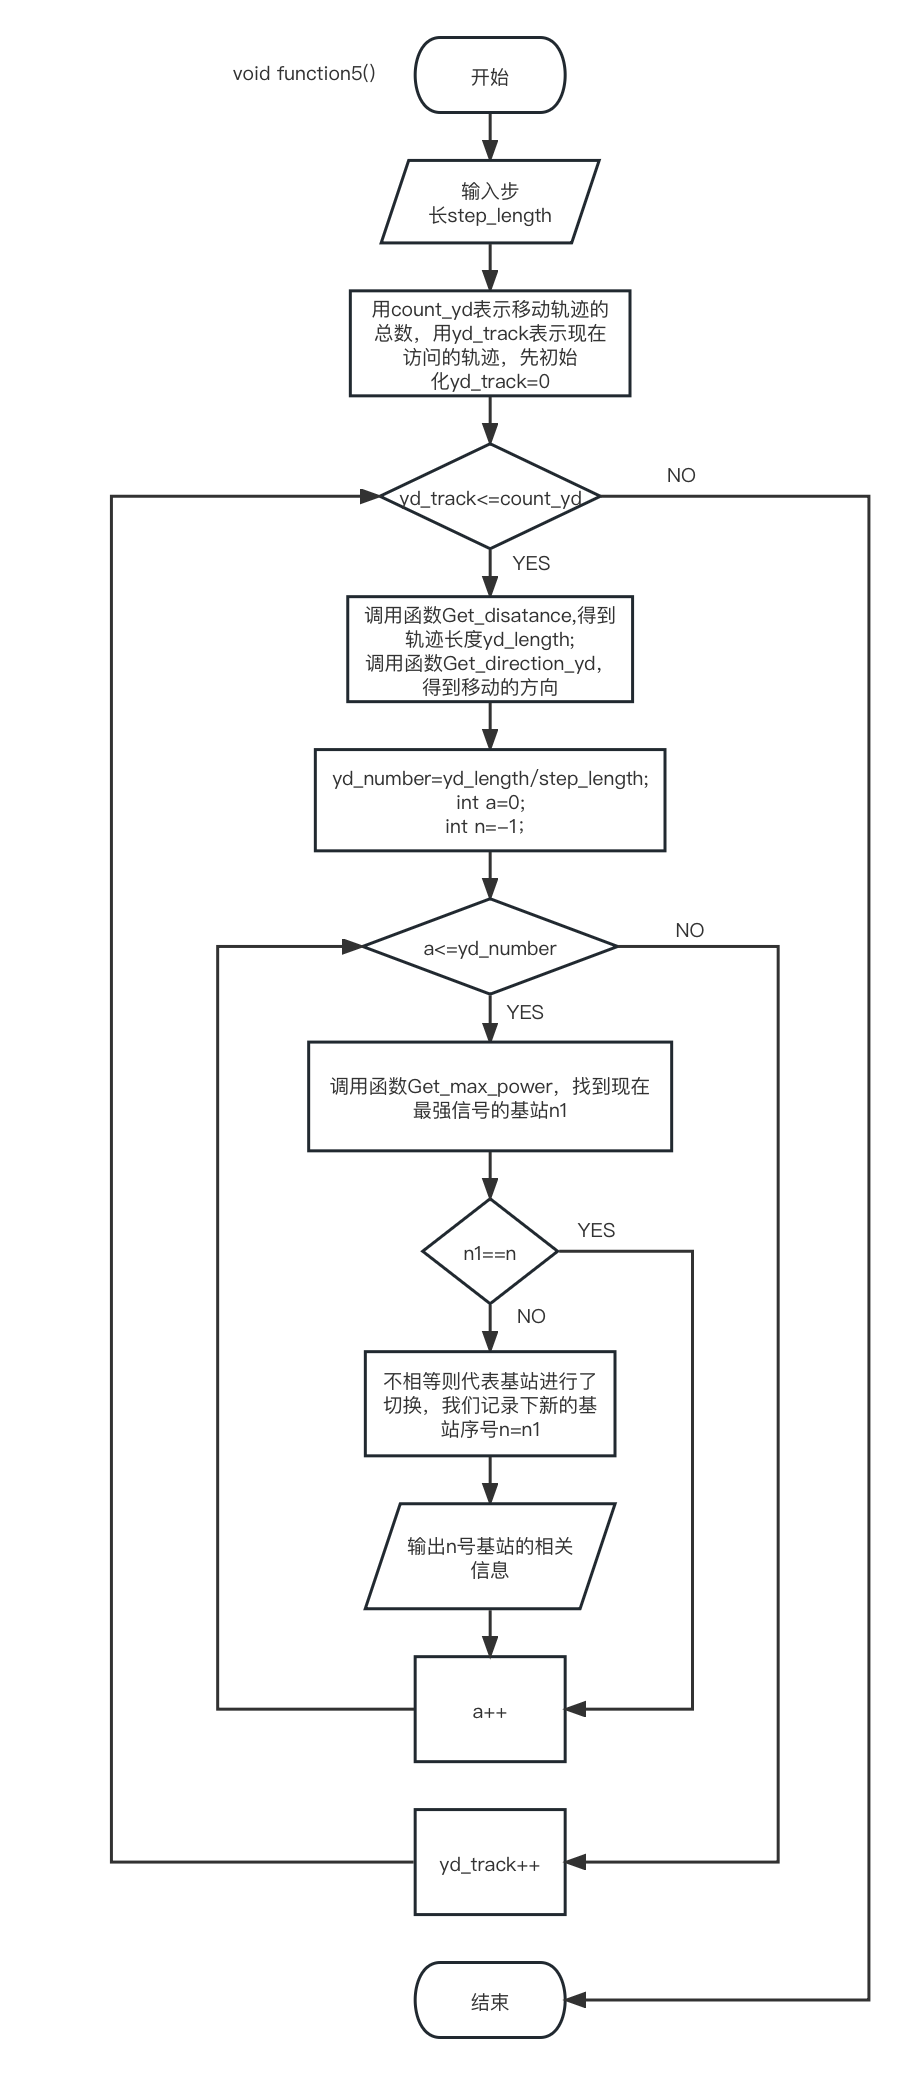 void function5()
开始
输入步
长step_length
用count_yd表示移动轨迹的
总数，用yd_track表示现在
访问的轨迹，先初始
化yd_track=0
yd_track<=count_yd
NO
YES
调用函数Get_disatance,得到
轨迹长度yd_length;
调用函数Get_direction_yd，
得到移动的方向
yd_number=yd_length/step_length;
int a=0;
int n=-1；
a<=yd_number
NO
YES
调用函数Get_max_power，找到现在
最强信号的基站n1
n1==n
YES
NO
不相等则代表基站进行了
切换，我们记录下新的基
站序号n=n1
输出n号基站的相关
信息
a++
yd_track++
结束